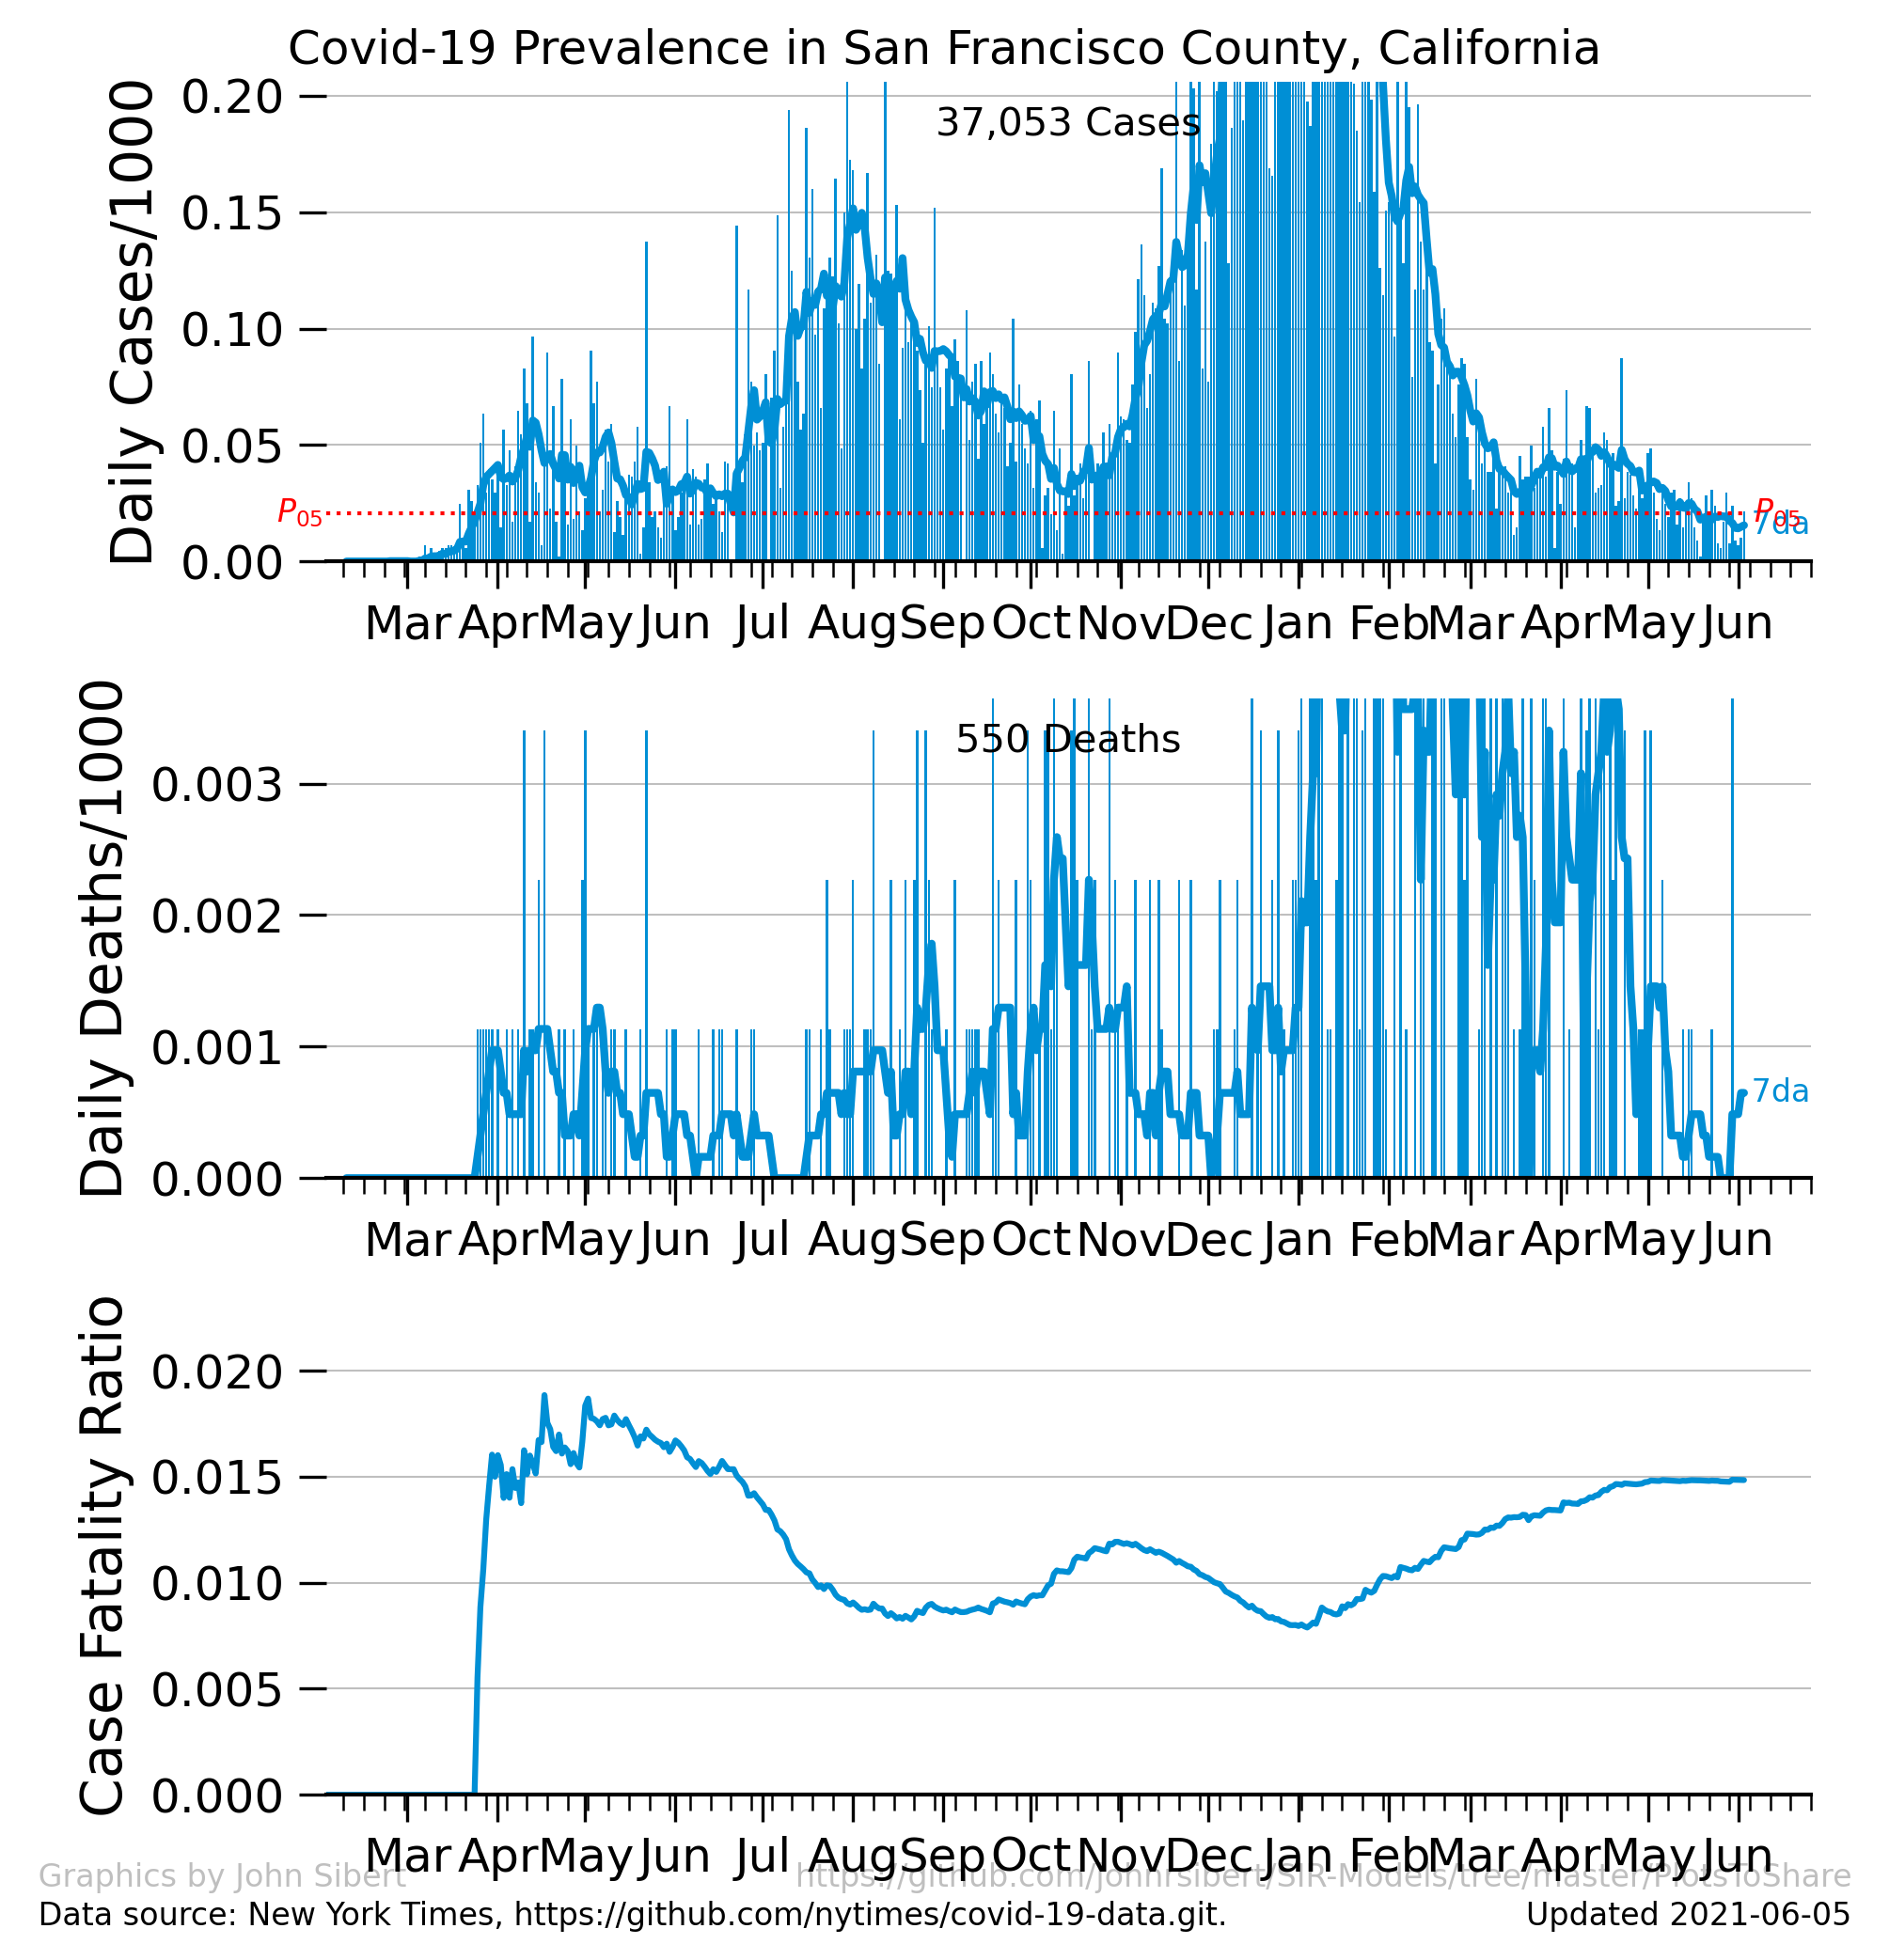 Covid-19 Prevalence in San Francisco County, California
Daily Cases/1000
0.20
0.15
0.10
0.05
0.00
37,053 Cases
P05
P05
7da
Mar Apr May Jun Jul Aug Sep Oct Nov Dec Jan Feb Mar Apr May Jun
Daily Deaths/1000
0.003
0.002
0.001
0.000
550 Deaths
7da
Mar Apr May Jun Jul Aug Sep Oct Nov Dec Jan Feb Mar Apr May Jun
Case Fatality Ratio
0.020
0.015
0.010
0.005
0.000
Mar Apr May Jun Jul Aug Sep Oct Nov Dec Jan Feb Mar Apr May Jun
Graphics by John Sibert https://github.com/johnrsibert/SIR-Models/tree/master/PlotsToShare
Data source: New York Times, https://github.com/nytimes/covid-19-data.git. Updated 2021-06-05